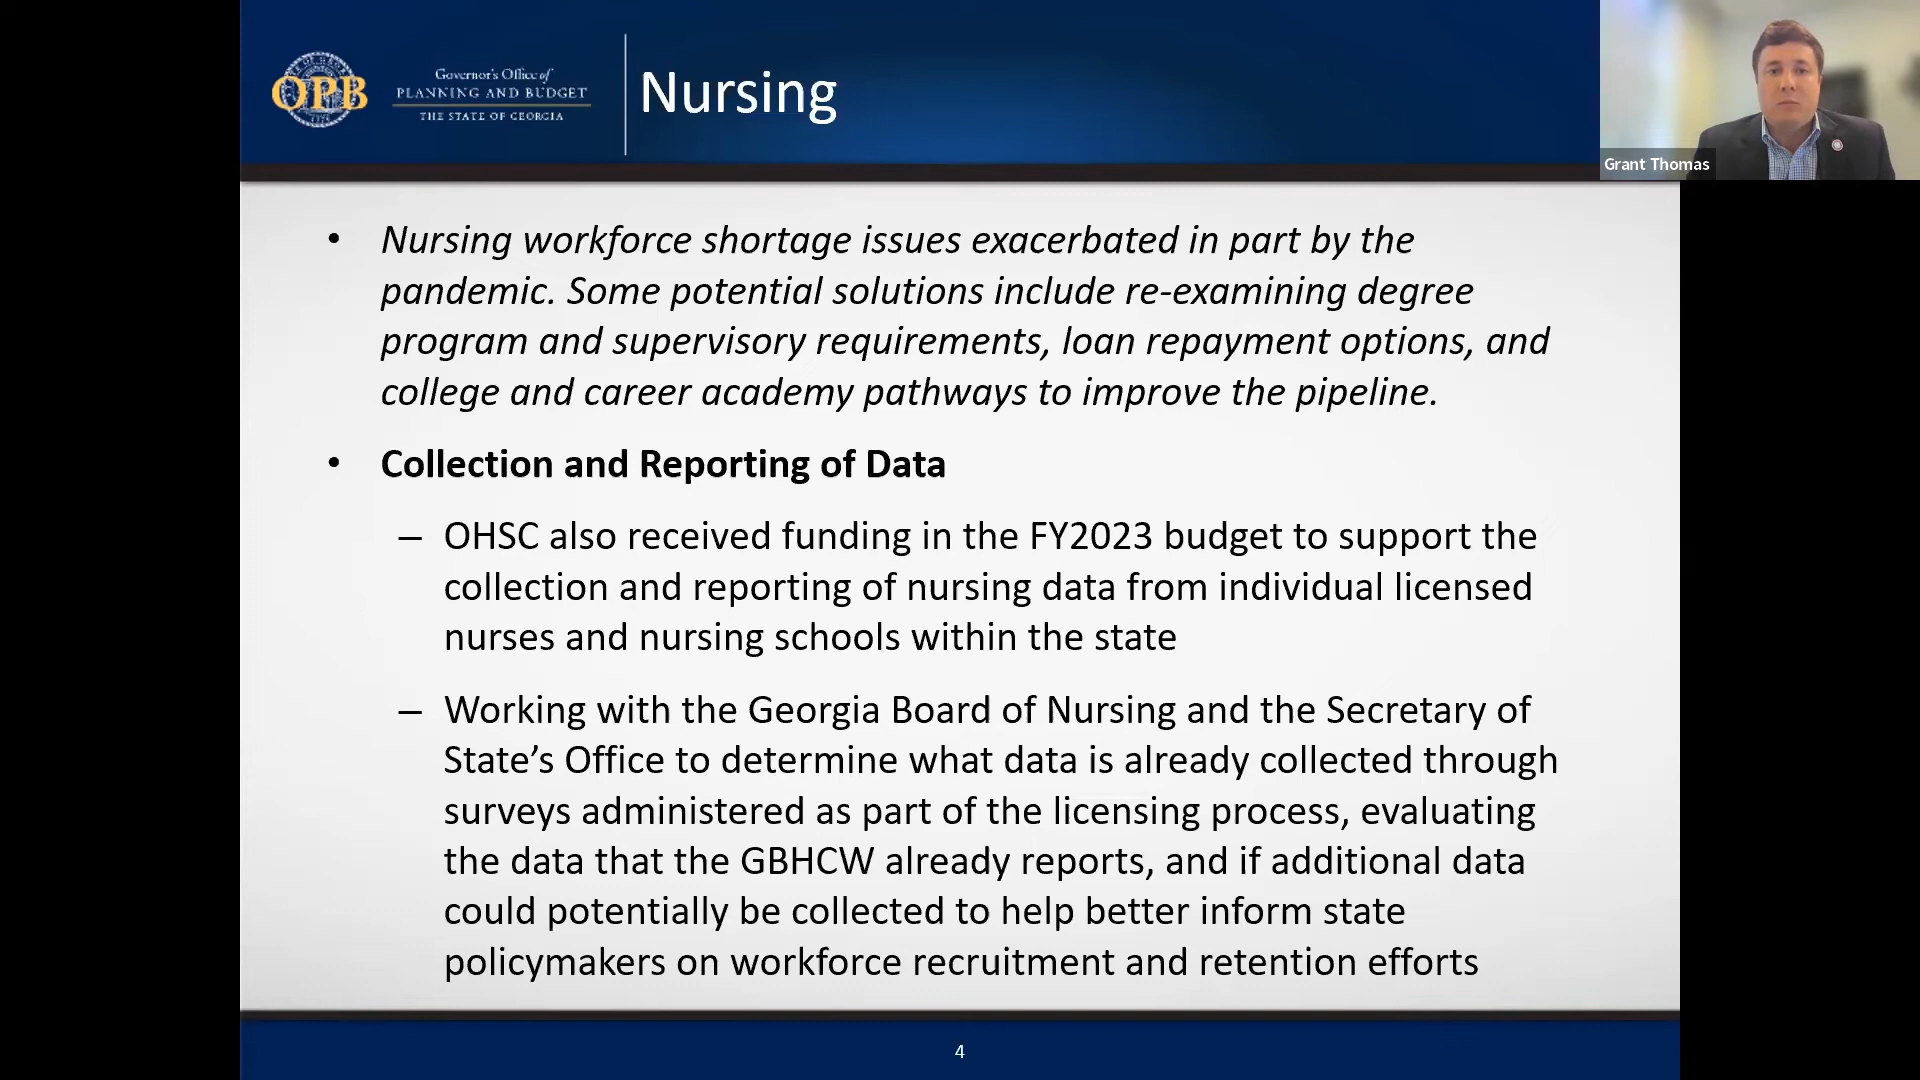 OPB
1776
Governor's Office of
PLANNING AND BUDGET
THE STATE OF GEORGIA
Nursing
Grant Thomas
• Nursing workforce shortage issues exacerbated in part by the
pandemic. Some potential solutions include re-examining degree
program and supervisory requirements, loan repayment options, and
college and career academy pathways to improve the pipeline.
• Collection and Reporting of Data
– OHSC also received funding in the FY2023 budget to support the
collection and reporting of nursing data from individual licensed
nurses and nursing schools within the state
– Working with the Georgia Board of Nursing and the Secretary of
State’s Office to determine what data is already collected through
surveys administered as part of the licensing process, evaluating
the data that the GBHCW already reports, and if additional data
could potentially be collected to help better inform state
policymakers on workforce recruitment and retention efforts
4